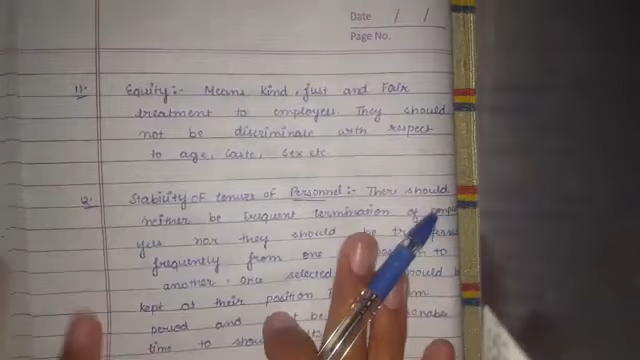 Date / /
Page No.
11. Equity :- Means kind, just and Fair
treatment to employees. They should
not be discriminate with respect
to age, Caste, Sex etc
2. Stability of tenure of Personnel :- There should
neither be frequent termination of
yees nor they should be
frequently from one to
another. Once selected should
kept at their position
period and be
time to show